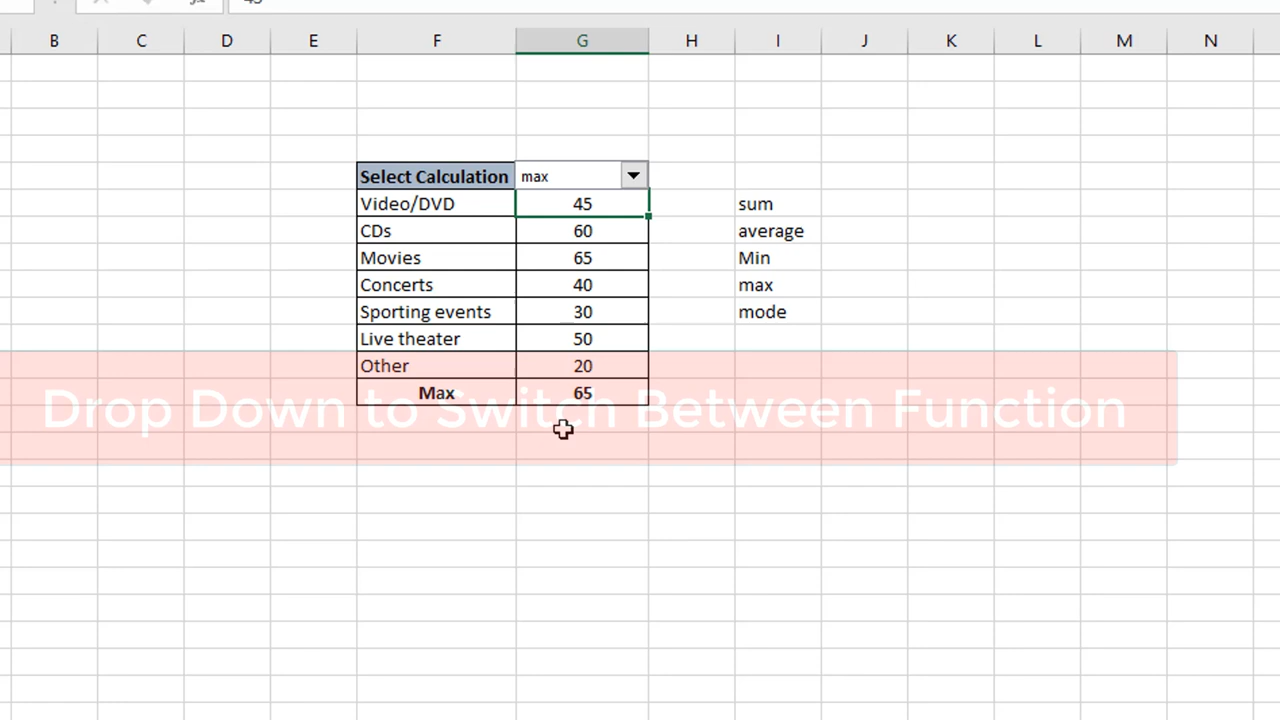 B C D E F G H I J K L M N
Select Calculation max
Video/DVD 45 sum
CDs 60 average
Movies 65 Min
Concerts 40 max
Sporting events 30 mode
Live theater 50
Other 20
Max 65
Drop Down to Switch Between Function